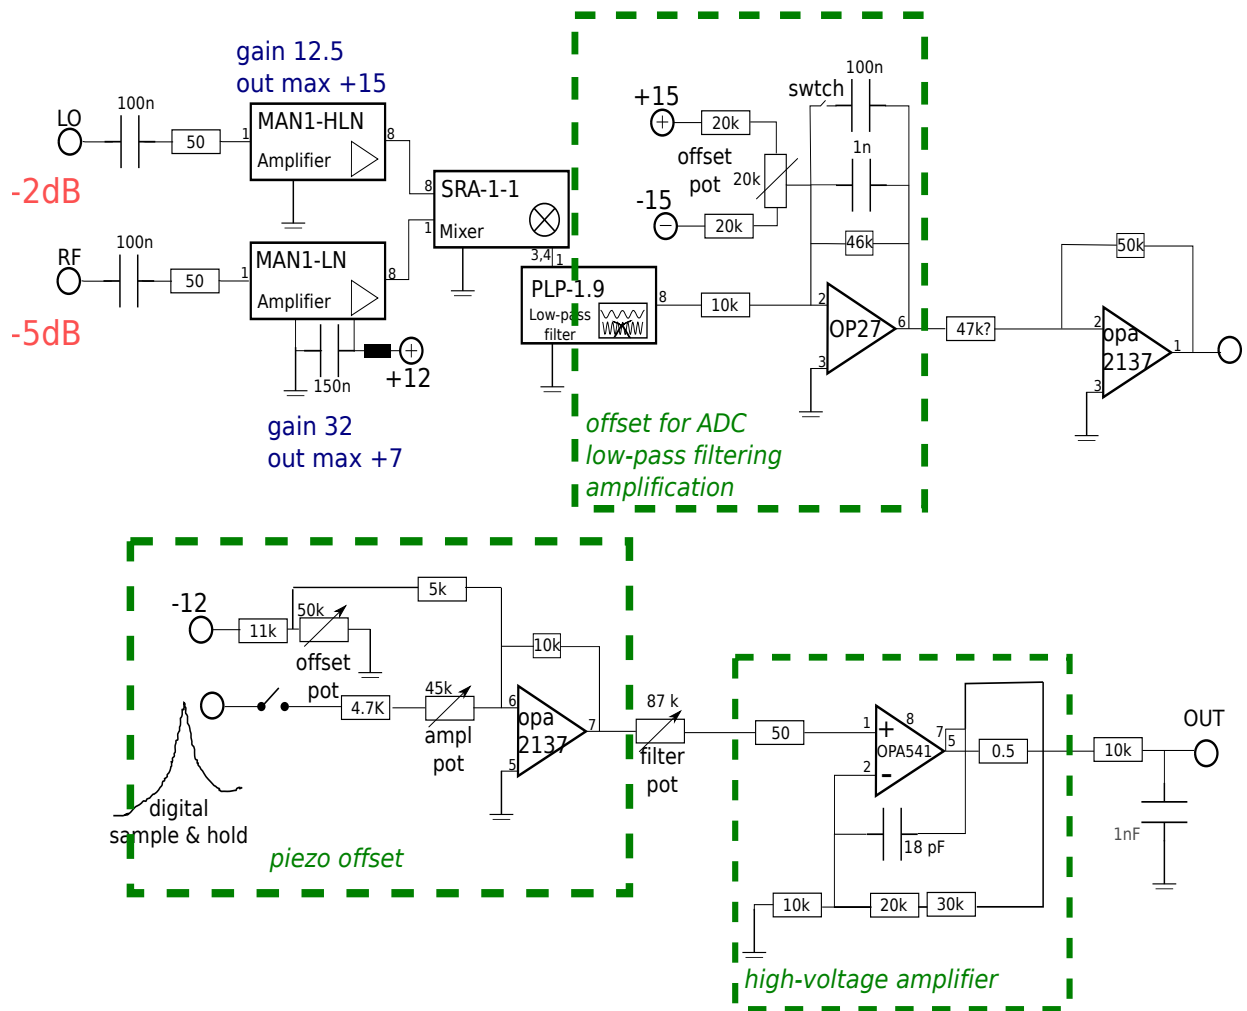 gain 12.5
out max +15
LO
100n
50
1
MAN1-HLN
Amplifier
8
-2dB
RF
100n
50
1
MAN1-LN
Amplifier
8
-5dB
150n
+12
gain 32
out max +7
8
SRA-1-1
1
Mixer
3,4
1
PLP-1.9
Low-pass
filter
8
+15
20k
offset
pot
20k
-15
20k
swtch
100n
1n
46k
10k
2
OP27
6
3
offset for ADC
low-pass filtering
amplification
47k?
50k
2
opa
2137
1
3
-12
11k
50k
offset
pot
5k
10k
4.7K
45k
ampl
pot
6
opa
2137
7
5
digital
sample & hold
piezo offset
87 k
filter
pot
50
1
+
8
OPA541
7
5
2
-
0.5
18 pF
10k
20k
30k
high-voltage amplifier
10k
OUT
1nF